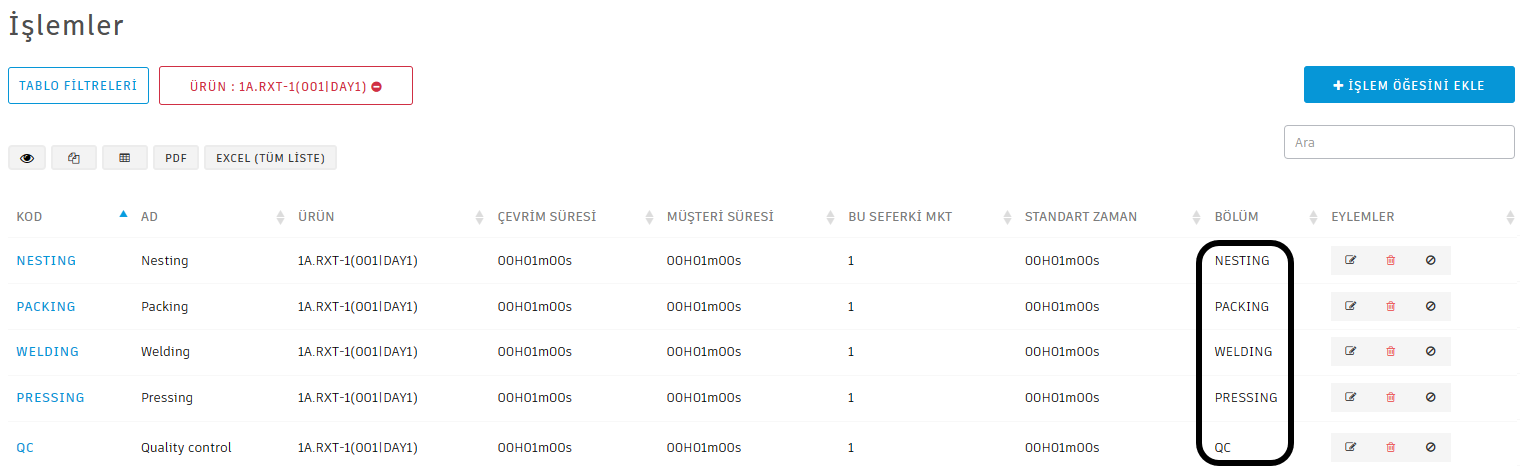 İşlemler
TABLO FİLTRELERİ ÜRÜN : 1A.RXT-1(001|DAY1) + İŞLEM ÖĞESİNİ EKLE
Ara
PDF EXCEL (TÜM LİSTE)
KOD AD ÜRÜN ÇEVRİM SÜRESİ MÜŞTERİ SÜRESİ BU SEFERKİ MKT STANDART ZAMAN BÖLÜM EYLEMLER
NESTING Nesting 1A.RXT-1(001|DAY1) 00H01m00s 00H01m00s 1 00H01m00s NESTING
PACKING Packing 1A.RXT-1(001|DAY1) 00H01m00s 00H01m00s 1 00H01m00s PACKING
WELDING Welding 1A.RXT-1(001|DAY1) 00H01m00s 00H01m00s 1 00H01m00s WELDING
PRESSING Pressing 1A.RXT-1(001|DAY1) 00H01m00s 00H01m00s 1 00H01m00s PRESSING
QC Quality control 1A.RXT-1(001|DAY1) 00H01m00s 00H01m00s 1 00H01m00s QC